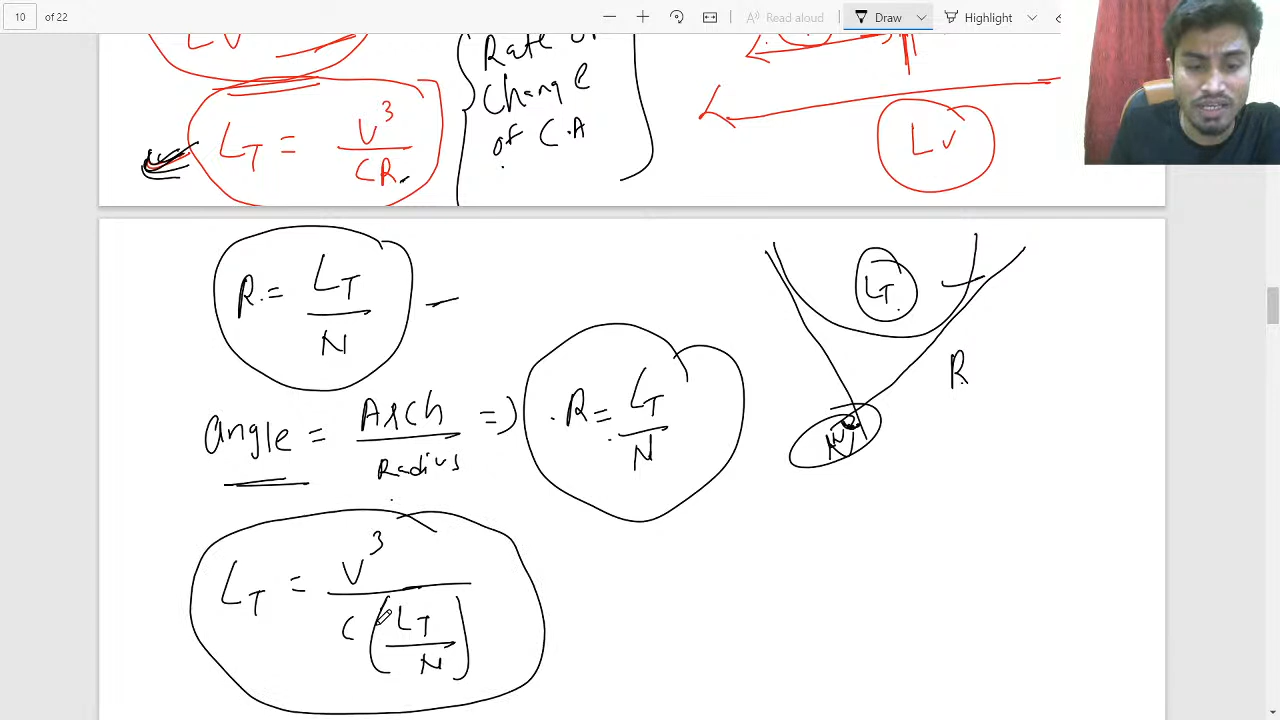 10 of 22
Read aloud
Draw
Highlight
LV
Rate of
Change
of C.A
LT = V³ / CR
LV
R = LT / N
LT
R
angle = Arch / Radius => R = LT / N
N
LT = V³ / C (LT / N)